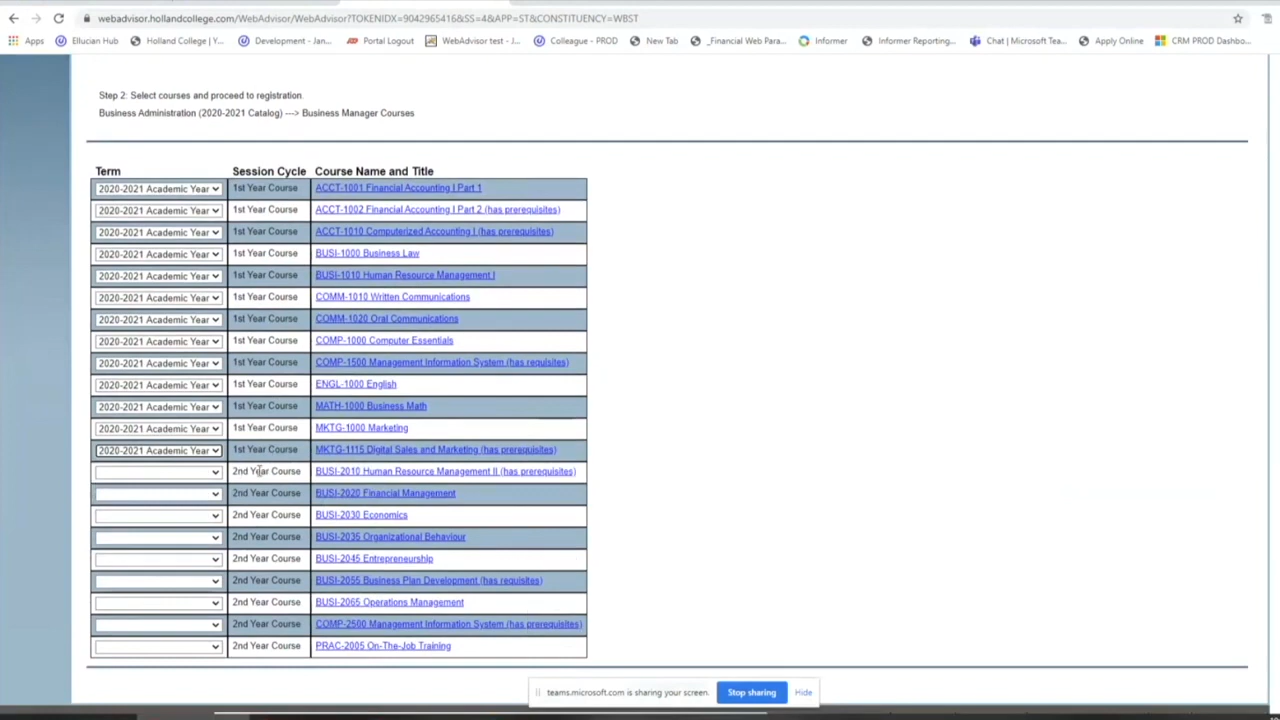 webadvisor.hollandcollege.com/WebAdvisor/WebAdvisor?TOKENIDX=9042965416&SS=4&APP=ST&CONSTITUENCY=WBST
Apps Ellucian Hub Holland College | Y... Development - Jan... Portal Logout WebAdvisor test - J... Colleague - PROD New Tab _Financial Web Para... Informer Informer Reporting... Chat | Microsoft Tea... Apply Online CRM PROD Dashbo...
Step 2: Select courses and proceed to registration.
Business Administration (2020-2021 Catalog) ---> Business Manager Courses
Term Session Cycle Course Name and Title
2020-2021 Academic Year 1st Year Course ACCT-1001 Financial Accounting I Part 1
2020-2021 Academic Year 1st Year Course ACCT-1002 Financial Accounting I Part 2 (has prerequisites)
2020-2021 Academic Year 1st Year Course ACCT-1010 Computerized Accounting I (has prerequisites)
2020-2021 Academic Year 1st Year Course BUSI-1000 Business Law
2020-2021 Academic Year 1st Year Course BUSI-1010 Human Resource Management I
2020-2021 Academic Year 1st Year Course COMM-1010 Written Communications
2020-2021 Academic Year 1st Year Course COMM-1020 Oral Communications
2020-2021 Academic Year 1st Year Course COMP-1000 Computer Essentials
2020-2021 Academic Year 1st Year Course COMP-1500 Management Information System (has requisites)
2020-2021 Academic Year 1st Year Course ENGL-1000 English
2020-2021 Academic Year 1st Year Course MATH-1000 Business Math
2020-2021 Academic Year 1st Year Course MKTG-1000 Marketing
2020-2021 Academic Year 1st Year Course MKTG-1115 Digital Sales and Marketing (has prerequisites)
2nd Year Course BUSI-2010 Human Resource Management II (has prerequisites)
2nd Year Course BUSI-2020 Financial Management
2nd Year Course BUSI-2030 Economics
2nd Year Course BUSI-2035 Organizational Behaviour
2nd Year Course BUSI-2045 Entrepreneurship
2nd Year Course BUSI-2055 Business Plan Development (has requisites)
2nd Year Course BUSI-2065 Operations Management
2nd Year Course COMP-2500 Management Information System (has prerequisites)
2nd Year Course PRAC-2005 On-The-Job Training
teams.microsoft.com is sharing your screen. Stop sharing Hide